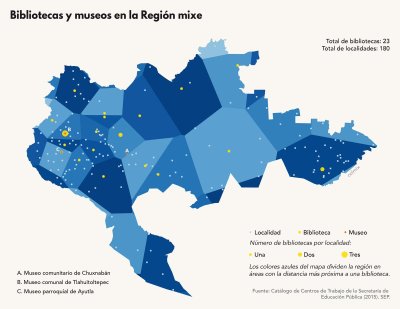 Bibliotecas y museos en la Región mixe
Total de bibliotecas: 23
Total de localidades: 180
Localidad
Biblioteca
Museo
Número de bibliotecas por localidad:
Una
Dos
Tres
Los colores azules del mapa dividen la región en
áreas con la distancia más próxima a una biblioteca.
A. Museo comunitario de Chuxnabán
B. Museo comunal de Tlahuitoltepec
C. Museo parroquial de Ayutla
Fuente: Catálogo de Centros de Trabajo de la Secretaría de
Educación Pública (2015). SEP.